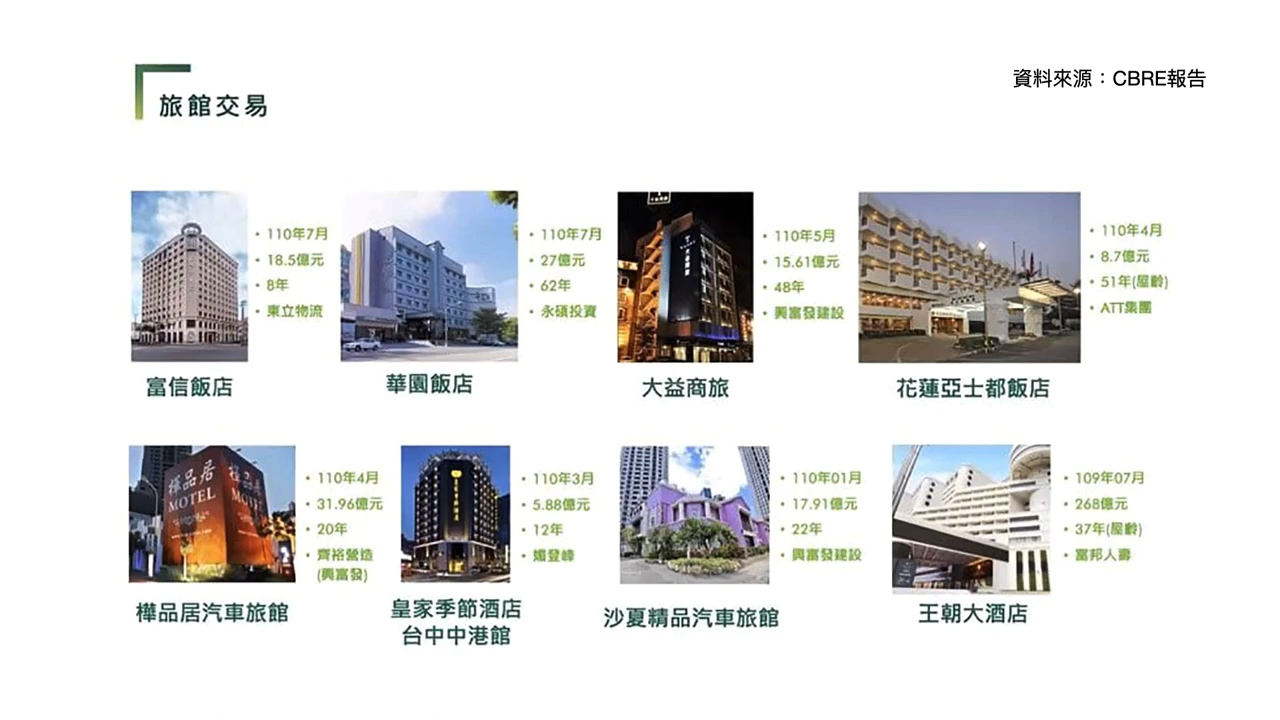 資料來源：CBRE報告
旅館交易
• 110年7月
• 18.5億元
• 8年
• 東立物流
富信飯店
• 110年7月
• 27億元
• 62年
• 永碩投資
華園飯店
• 110年5月
• 15.61億元
• 48年
• 興富發建設
大益商旅
• 110年4月
• 8.7億元
• 51年(屋齡)
• ATT集團
花蓮亞士都飯店
樺品居
MOTEL
• 110年4月
• 31.96億元
• 20年
• 齊裕營造
(興富發)
樺品居汽車旅館
• 110年3月
• 5.88億元
• 12年
• 媚登峰
皇家季節酒店
台中中港館
• 110年01月
• 17.91億元
• 22年
• 興富發建設
沙夏精品汽車旅館
• 109年07月
• 268億元
• 37年(屋齡)
• 富邦人壽
王朝大酒店